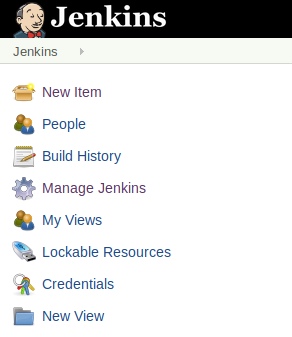 Jenkins
Jenkins
New Item
People
Build History
Manage Jenkins
My Views
Lockable Resources
Credentials
New View